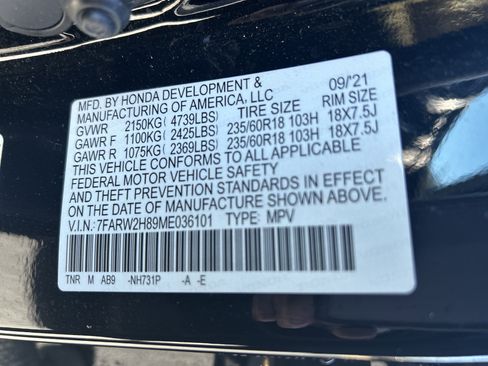 MFD. BY HONDA DEVELOPMENT & 09/21
MANUFACTURING OF AMERICA, LLC
GVWR 2150KG (4739LBS) TIRE SIZE RIM SIZE
GAWR F 1100KG (2425LBS) 235/60R18 103H 18X7.5J
GAWR R 1075KG (2369LBS) 235/60R18 103H 18X7.5J
THIS VEHICLE CONFORMS TO ALL APPLICABLE
FEDERAL MOTOR VEHICLE SAFETY
AND THEFT PREVENTION STANDARDS IN EFFECT
ON THE DATE OF MANUFACTURE SHOWN ABOVE.
V.I.N.:7FARW2H89ME036101 TYPE: MPV
TNR M AB9 -NH731P -A -E